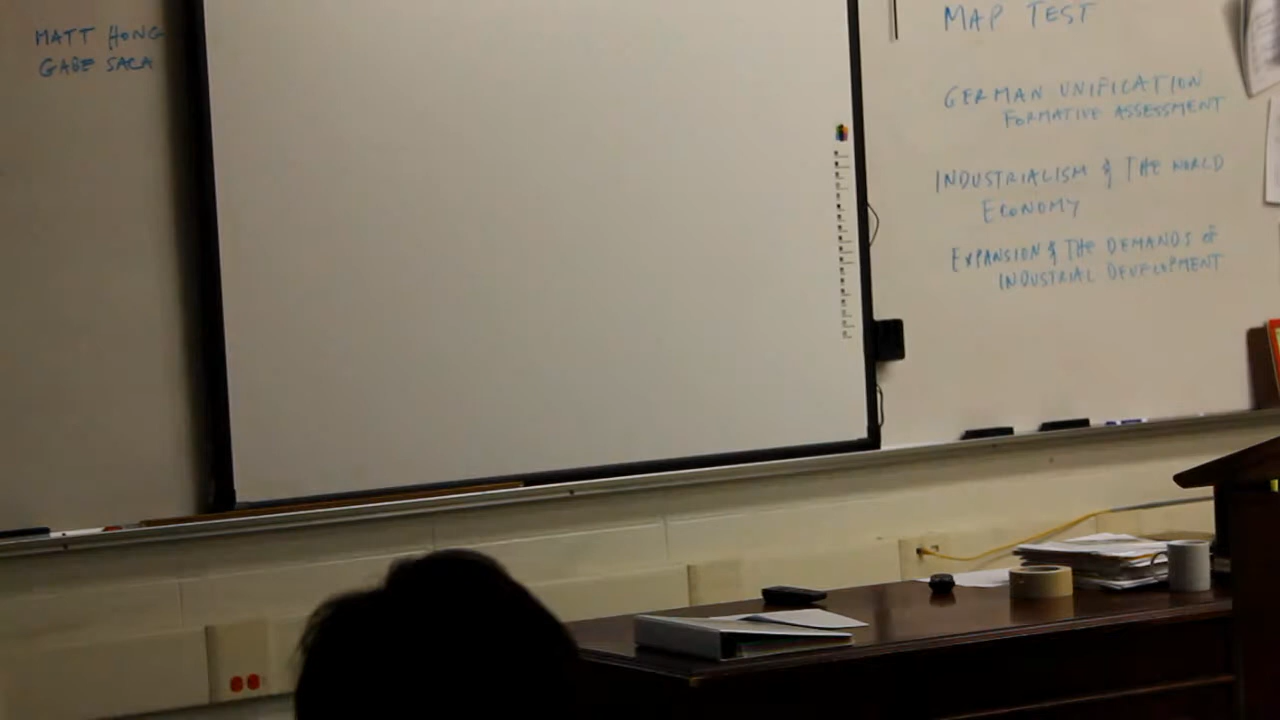 MATT HONG
GABE SACA
MAP TEST
GERMAN UNIFICATION
FORMATIVE ASSESSMENT
INDUSTRIALISM & THE WORLD
ECONOMY
EXPANSION & THE DEMANDS of
INDUSTRIAL DEVELOPMENT